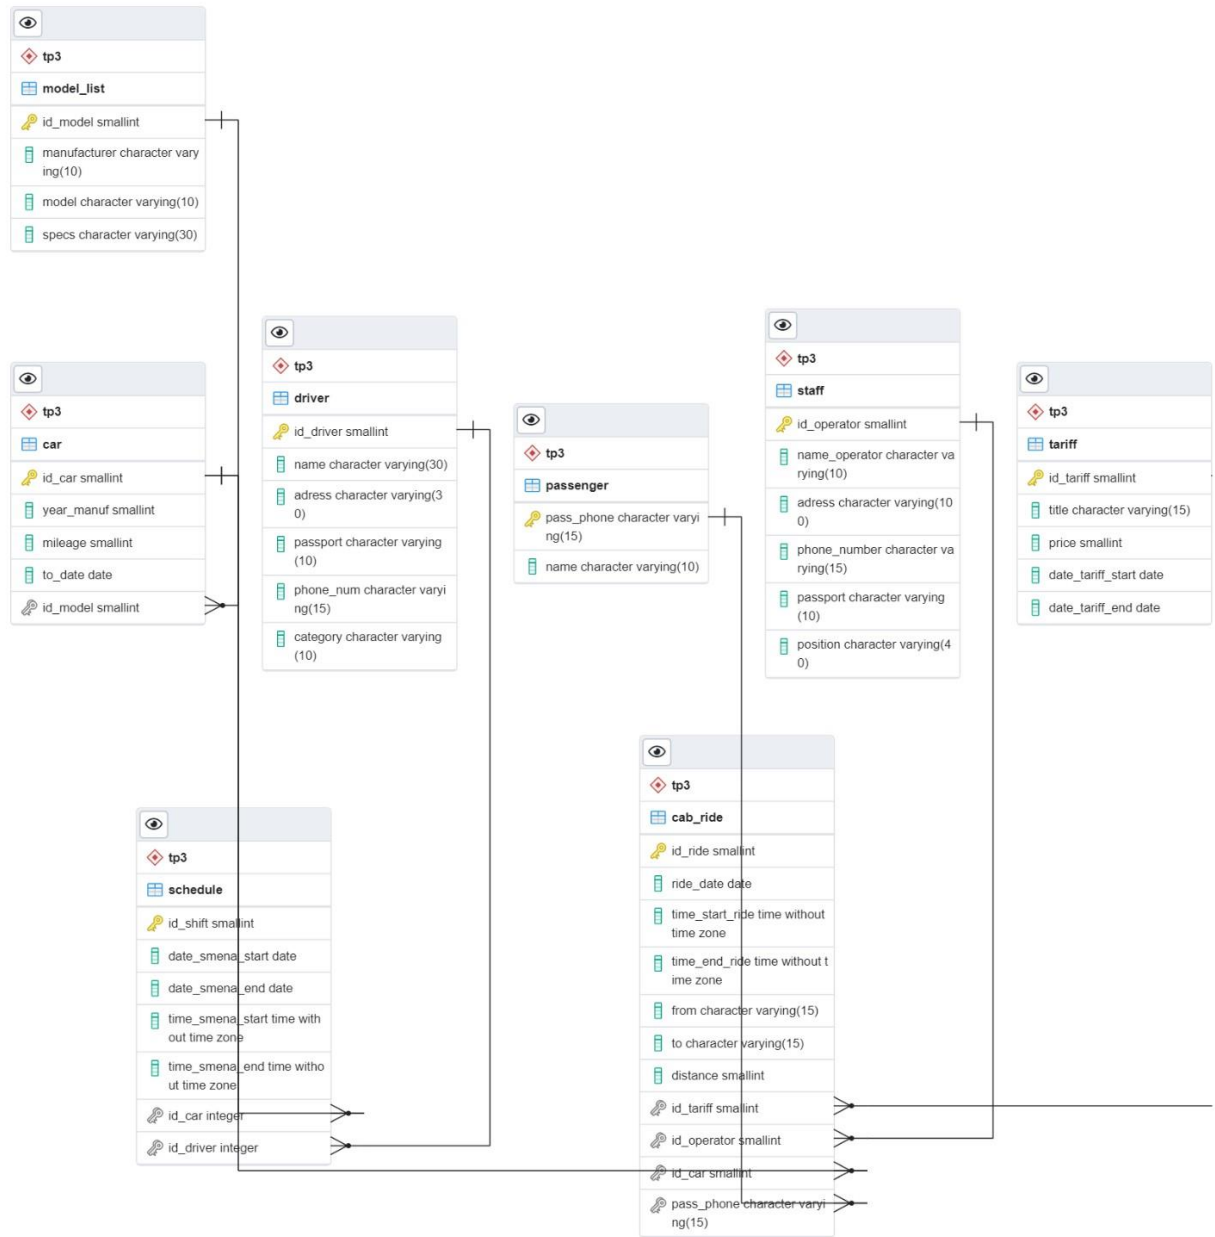 tp3
model_list
id_model smallint
manufacturer character vary
ing(10)
model character varying(10)
specs character varying(30)
tp3
car
id_car smallint
year_manuf smallint
mileage smallint
to_date date
id_model smallint
tp3
driver
id_driver smallint
name character varying(30)
adress character varying(3
0)
passport character varying
(10)
phone_num character varyi
ng(15)
category character varying
(10)
tp3
passenger
pass_phone character varyi
ng(15)
name character varying(10)
tp3
staff
id_operator smallint
name_operator character va
rying(10)
adress character varying(10
0)
phone_number character va
rying(15)
passport character varying
(10)
position character varying(4
0)
tp3
tariff
id_tariff smallint
title character varying(15)
price smallint
date_tariff_start date
date_tariff_end date
tp3
schedule
id_shift smallint
date_smena_start date
date_smena_end date
time_smena_start time with
out time zone
time_smena_end time witho
ut time zone
id_car integer
id_driver integer
tp3
cab_ride
id_ride smallint
ride_date date
time_start_ride time without
time zone
time_end_ride time without t
ime zone
from character varying(15)
to character varying(15)
distance smallint
id_tariff smallint
id_operator smallint
id_car smallint
pass_phone character varyi
ng(15)